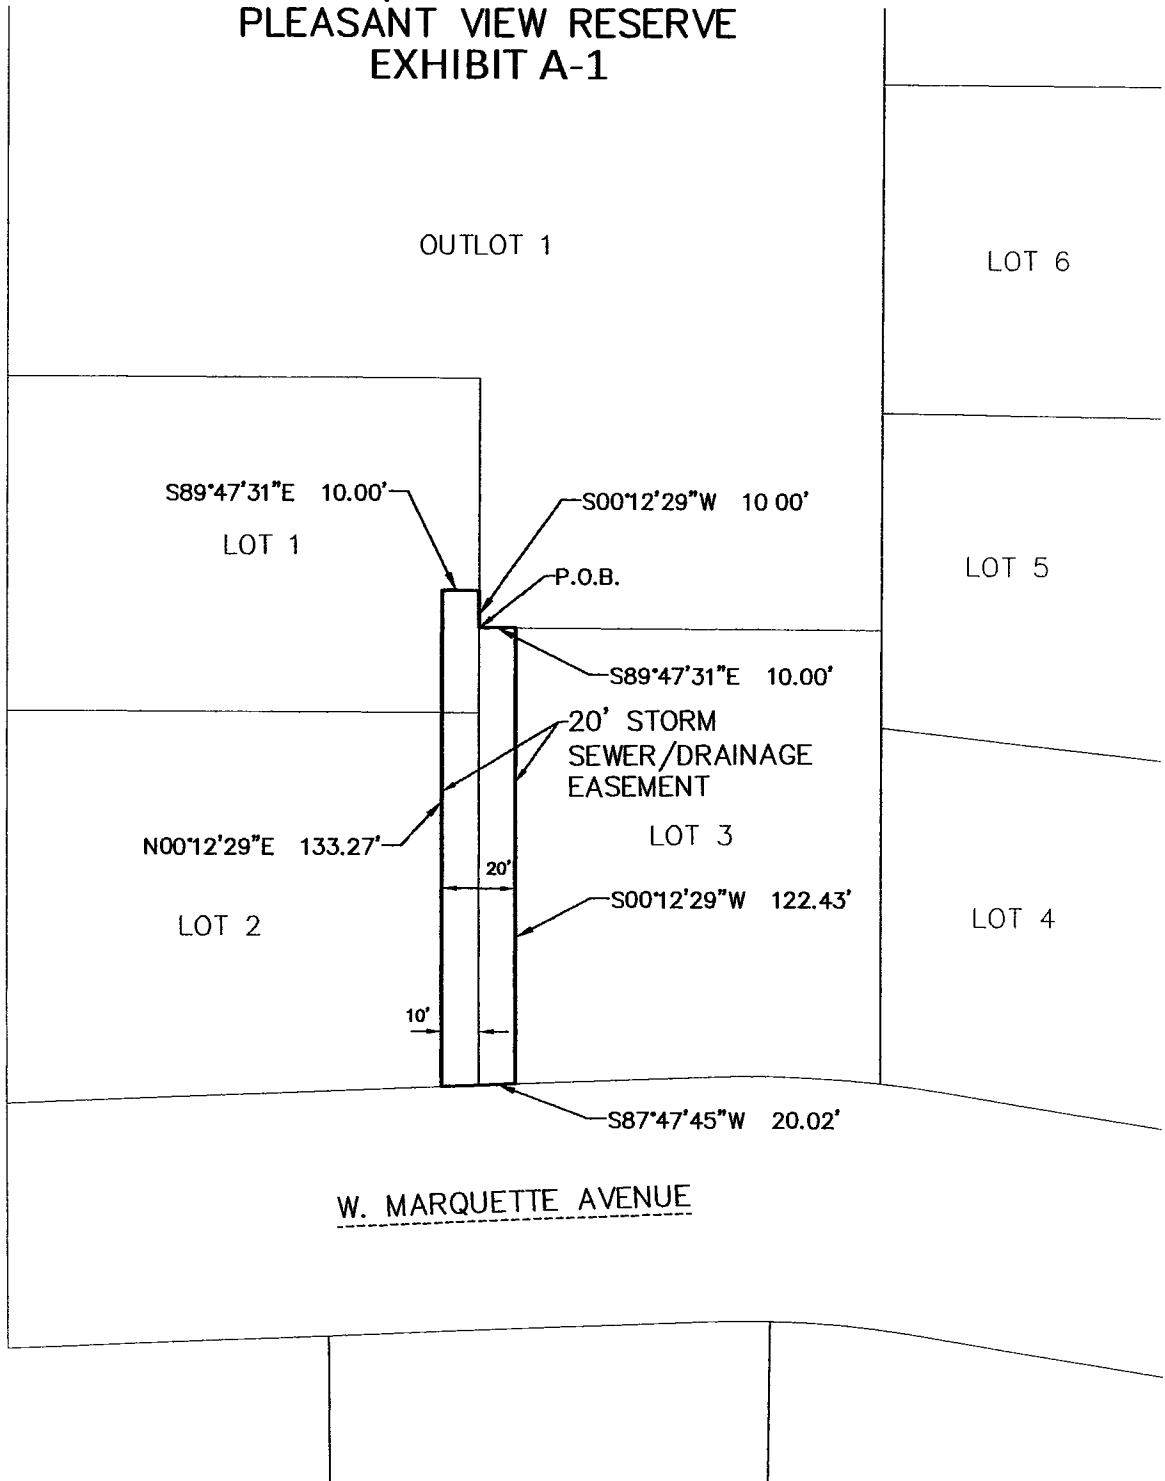 PLEASANT VIEW RESERVE
EXHIBIT A-1
OUTLOT 1
LOT 6
S89°47'31"E 10.00'
S00°12'29"W 10 00'
LOT 1
P.O.B.
LOT 5
S89°47'31"E 10.00'
20' STORM
SEWER/DRAINAGE
EASEMENT
LOT 3
N00°12'29"E 133.27'
20'
S00°12'29"W 122.43'
LOT 2
LOT 4
10'
S87°47'45"W 20.02'
W. MARQUETTE AVENUE